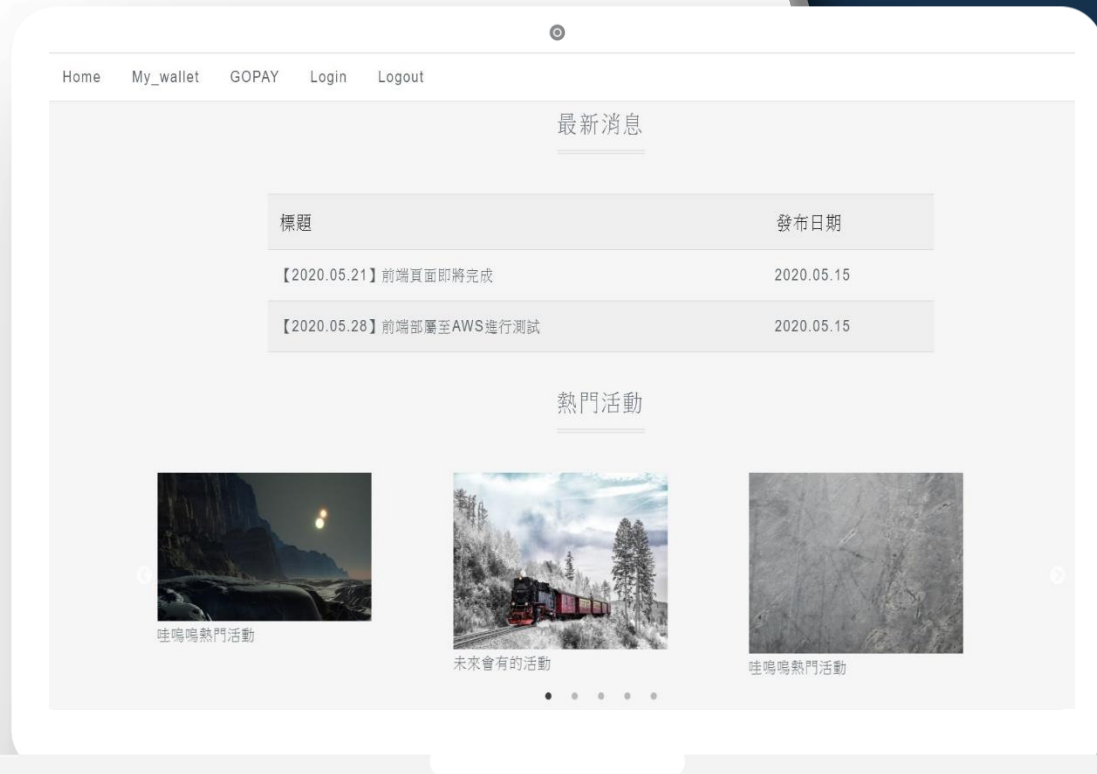 Home My_wallet GOPAY Login Logout
最新消息
標題 發布日期
【2020.05.21】前端頁面即將完成 2020.05.15
【2020.05.28】前端部屬至AWS進行測試 2020.05.15
熱門活動
哇嗚嗚熱門活動
未來會有的活動
哇嗚嗚熱門活動